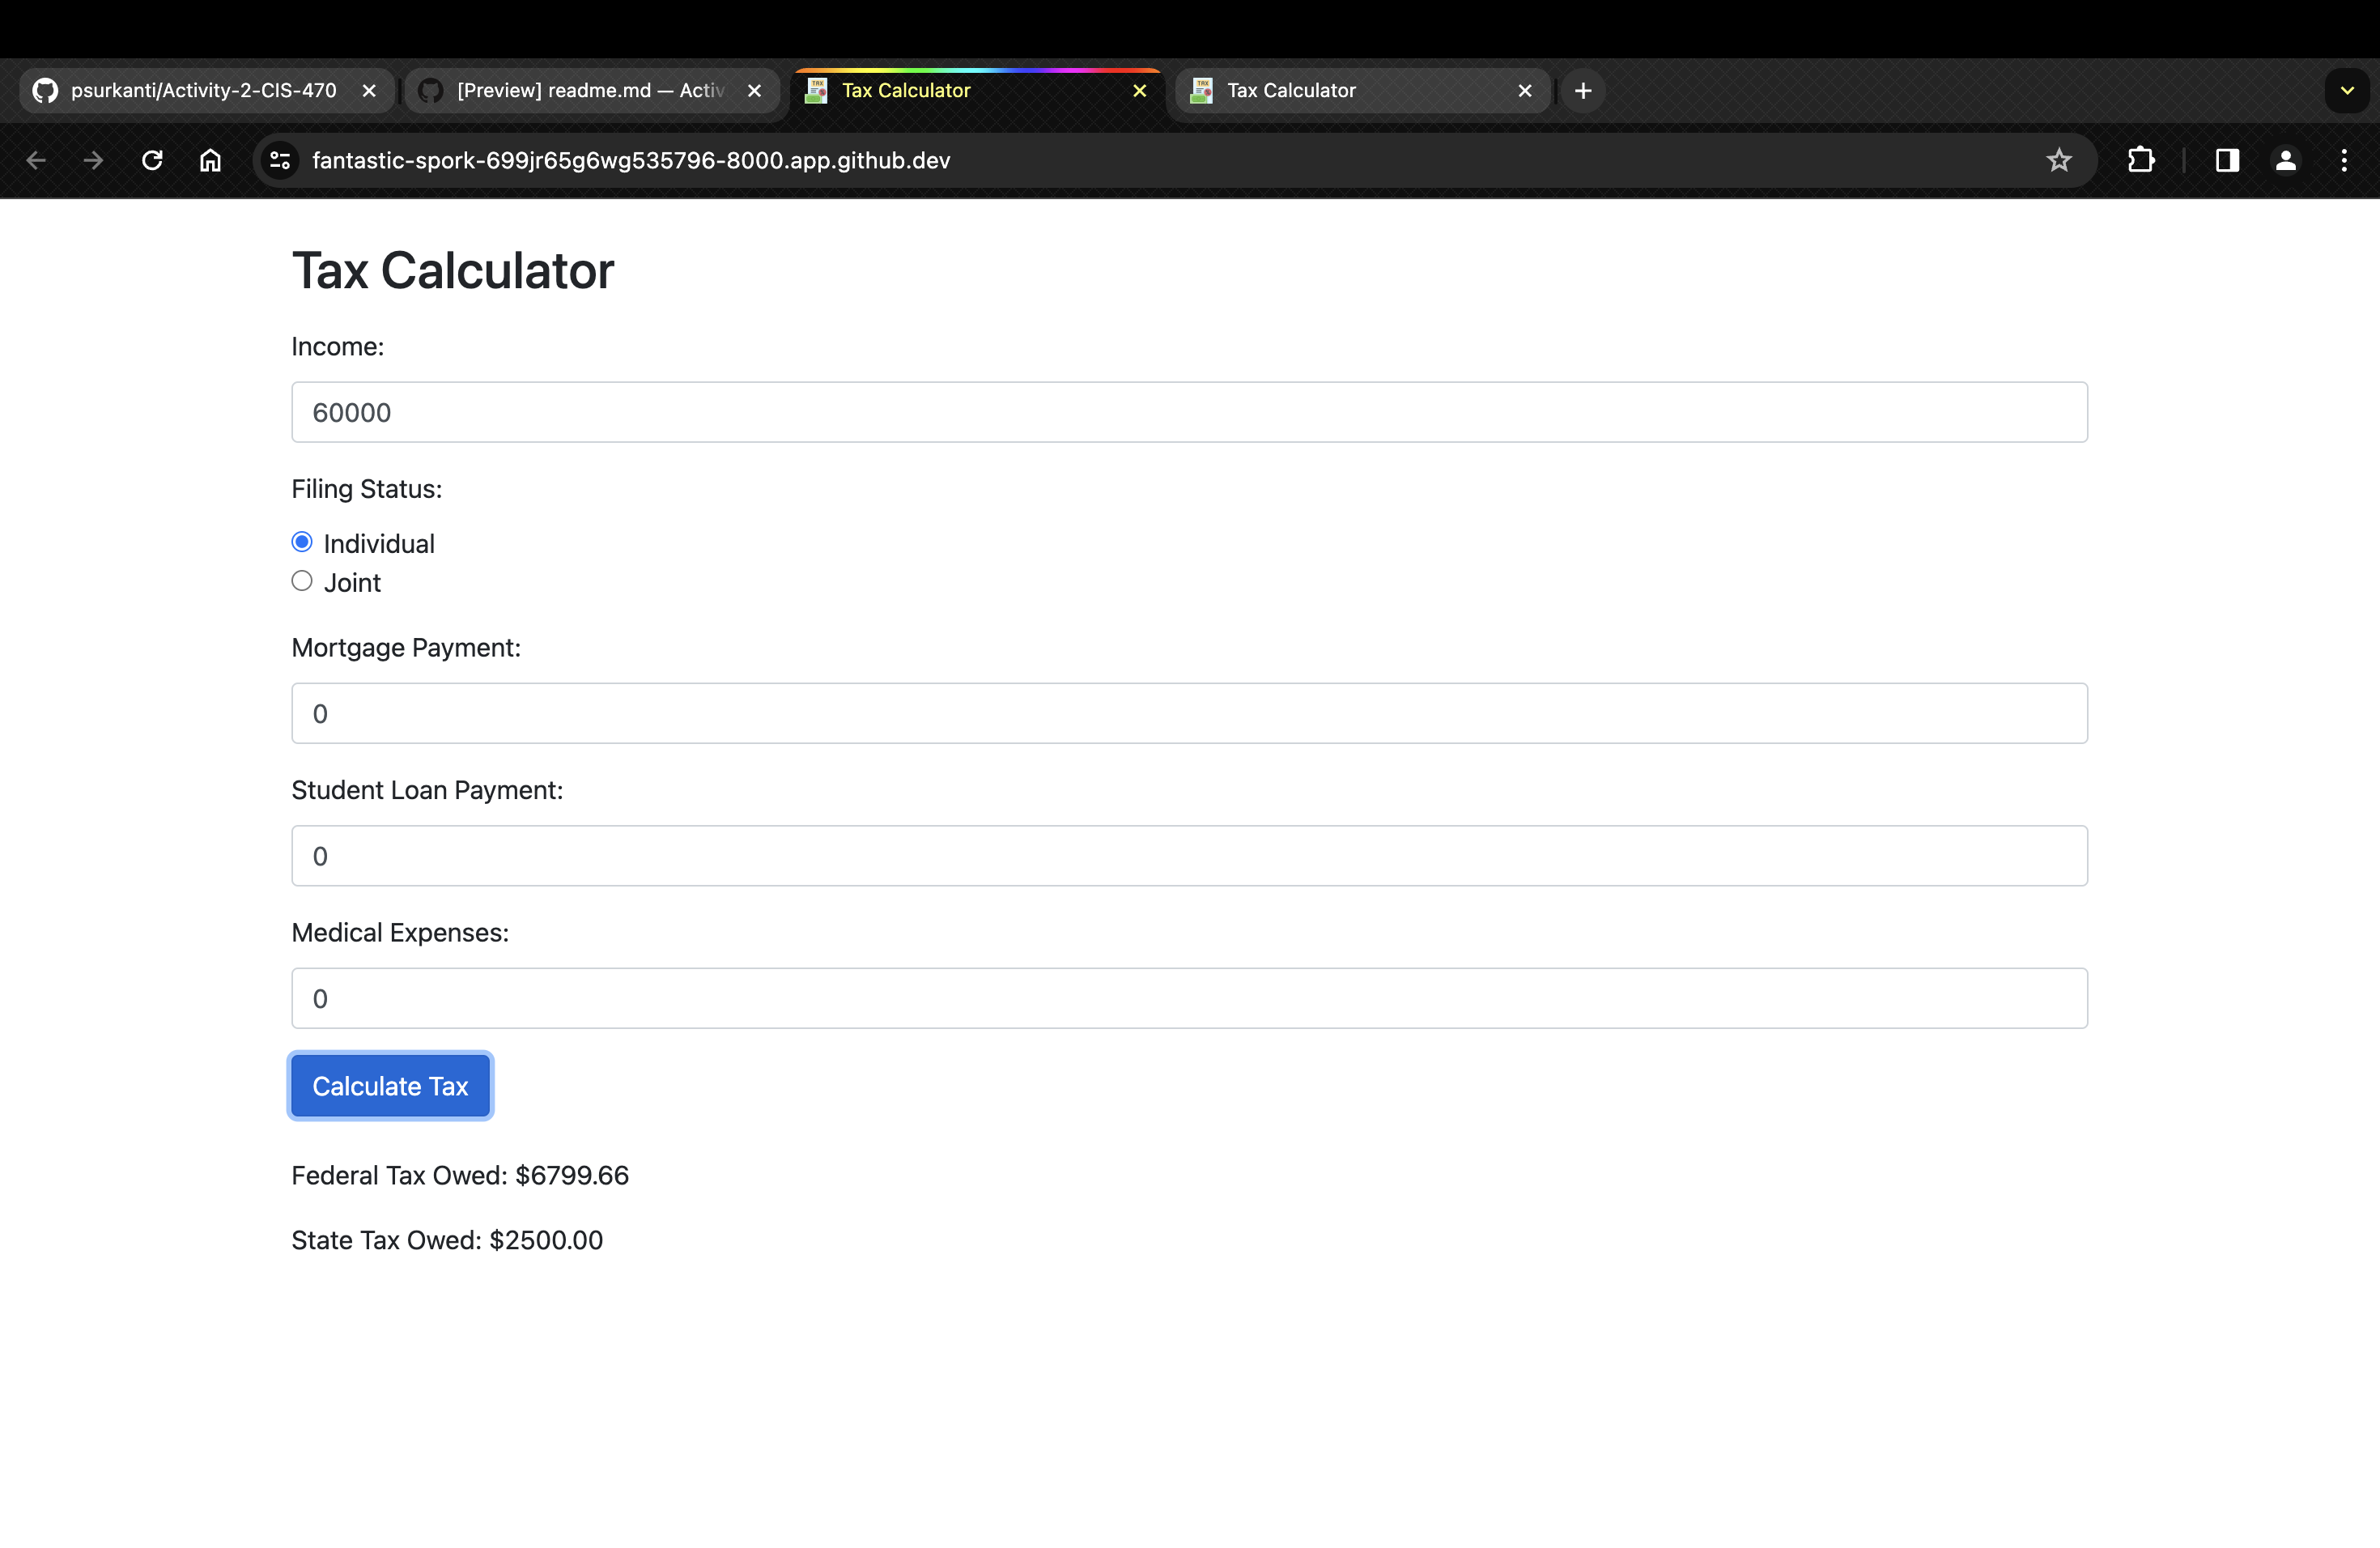 psurkanti/Activity-2-CIS-470
[Preview] readme.md — Activ
Tax Calculator
Tax Calculator
fantastic-spork-699jr65g6wg535796-8000.app.github.dev
Tax Calculator
Income:
60000
Filing Status:
Individual
Joint
Mortgage Payment:
0
Student Loan Payment:
0
Medical Expenses:
0
Calculate Tax
Federal Tax Owed: $6799.66
State Tax Owed: $2500.00